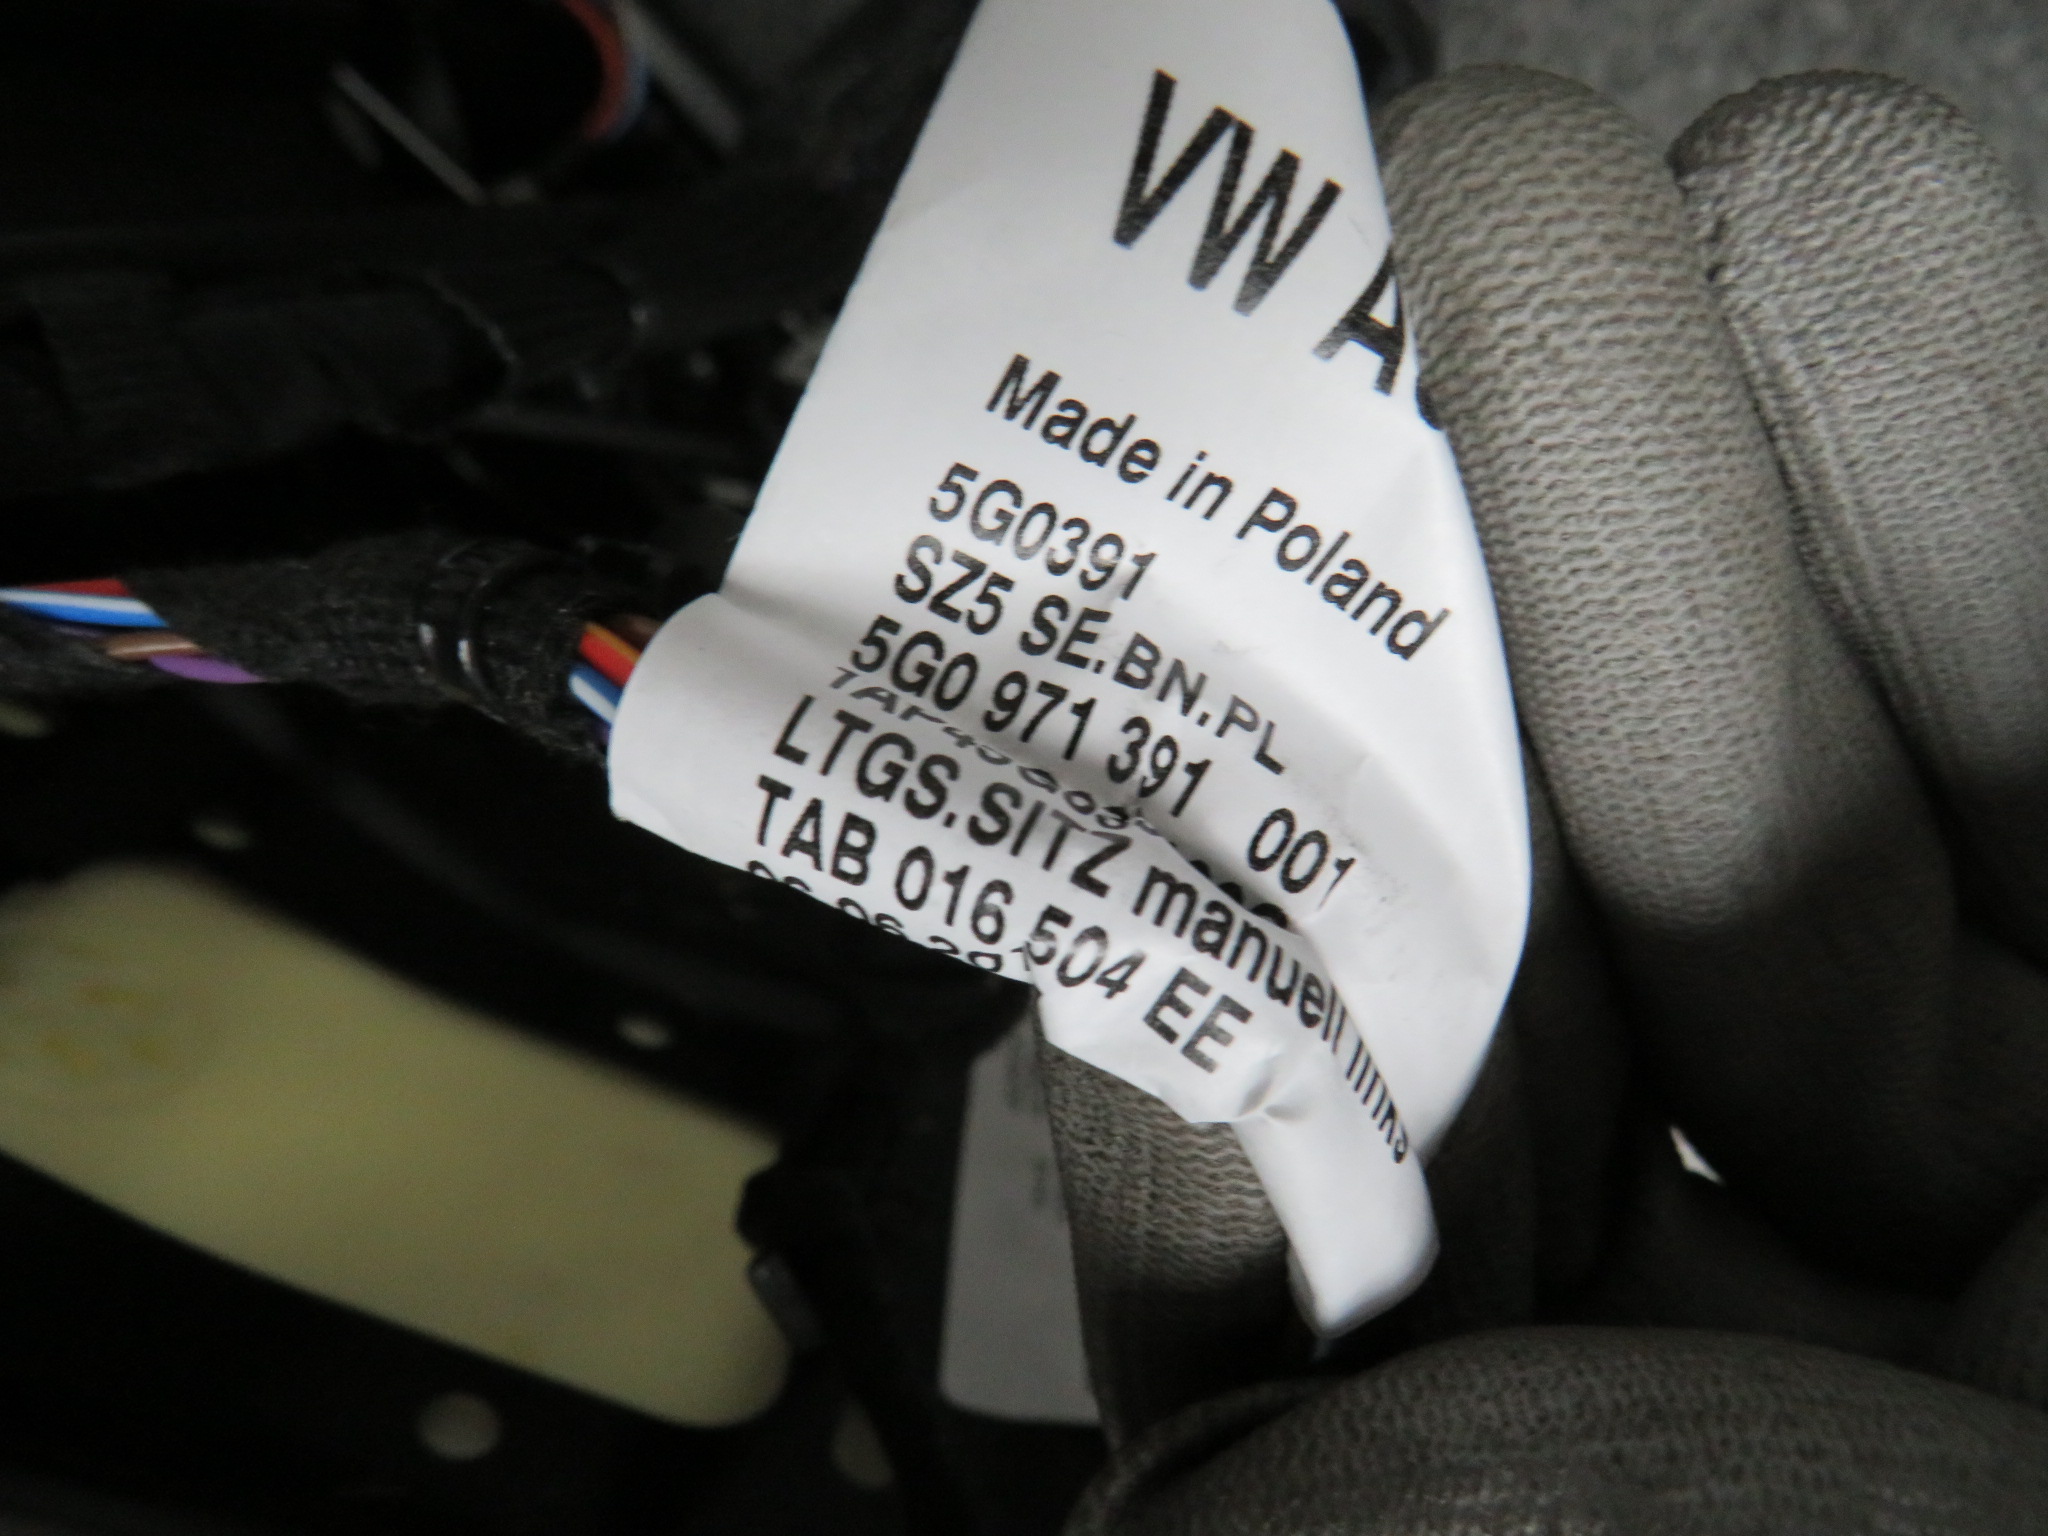 VW A
Made in Poland
5G0391
SZ5 SE.BN.PL
5G0 971 391 001
LTGS.SITZ manuell links
TAB 016 504 EE